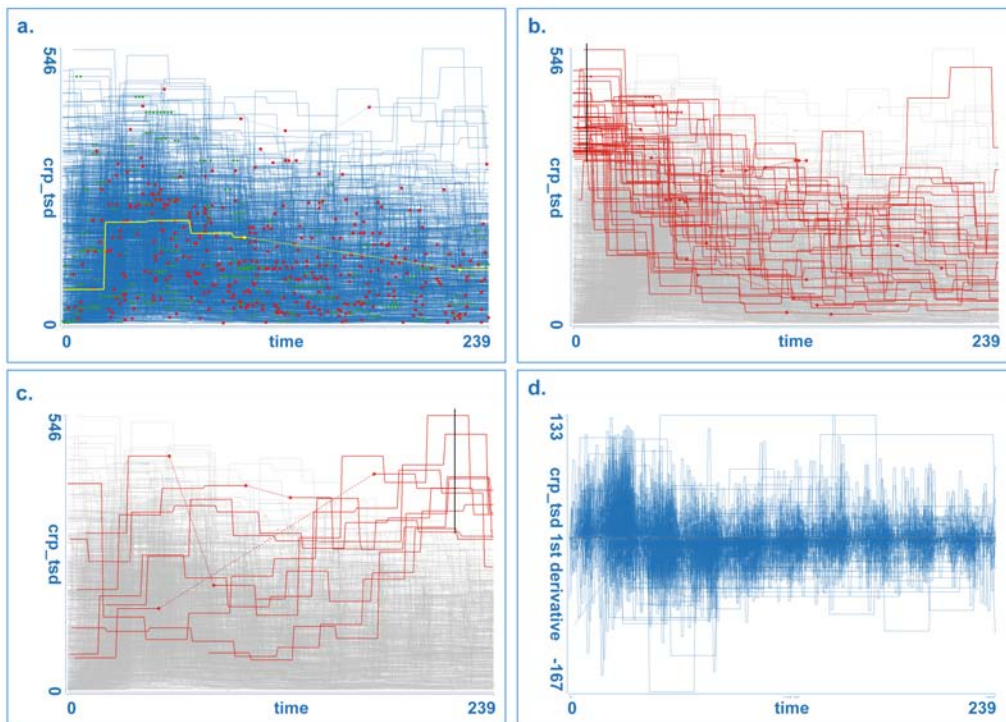 a.
546
crp_tsd
0
0
time
239
b.
546
crp_tsd
0
0
time
239
c.
546
crp_tsd
0
0
time
239
d.
133
crp_tsd 1st derivative
-167
0
time
239